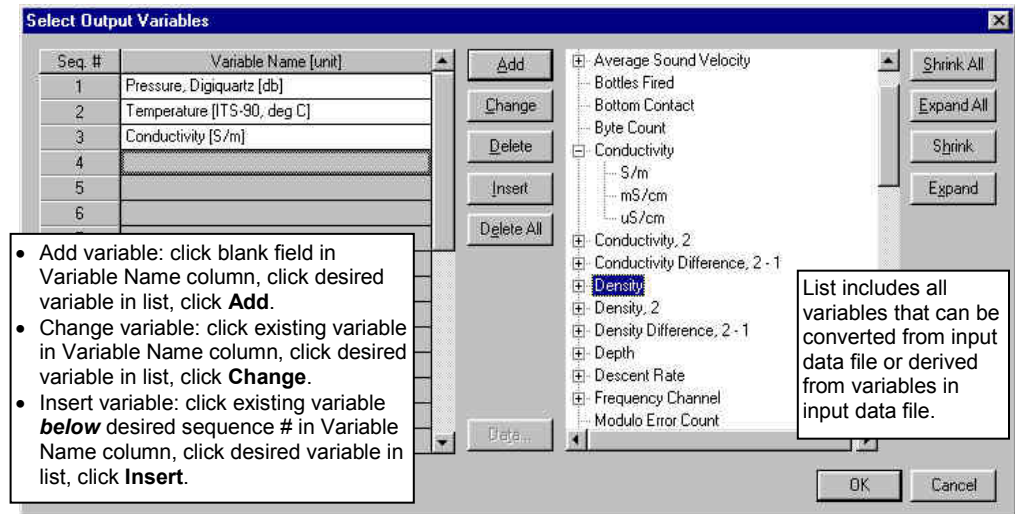 Select Output Variables
Seq. #
Variable Name [unit]
1
Pressure, Digiquartz [db]
2
Temperature [ITS-90, deg C]
3
Conductivity [S/m]
4
5
6
Add
Change
Delete
Insert
Delete All
Data...
Average Sound Velocity
Bottles Fired
Bottom Contact
Byte Count
Conductivity
S/m
mS/cm
uS/cm
Conductivity, 2
Conductivity Difference, 2 - 1
Density
Density, 2
Density Difference, 2 - 1
Depth
Descent Rate
Frequency Channel
Modulo Error Count
Shrink All
Expand All
Shrink
Expand
• Add variable: click blank field in
Variable Name column, click desired
variable in list, click Add.
• Change variable: click existing variable
in Variable Name column, click desired
variable in list, click Change.
• Insert variable: click existing variable
below desired sequence # in Variable
Name column, click desired variable in
list, click Insert.
List includes all
variables that can be
converted from input
data file or derived
from variables in
input data file.
OK
Cancel